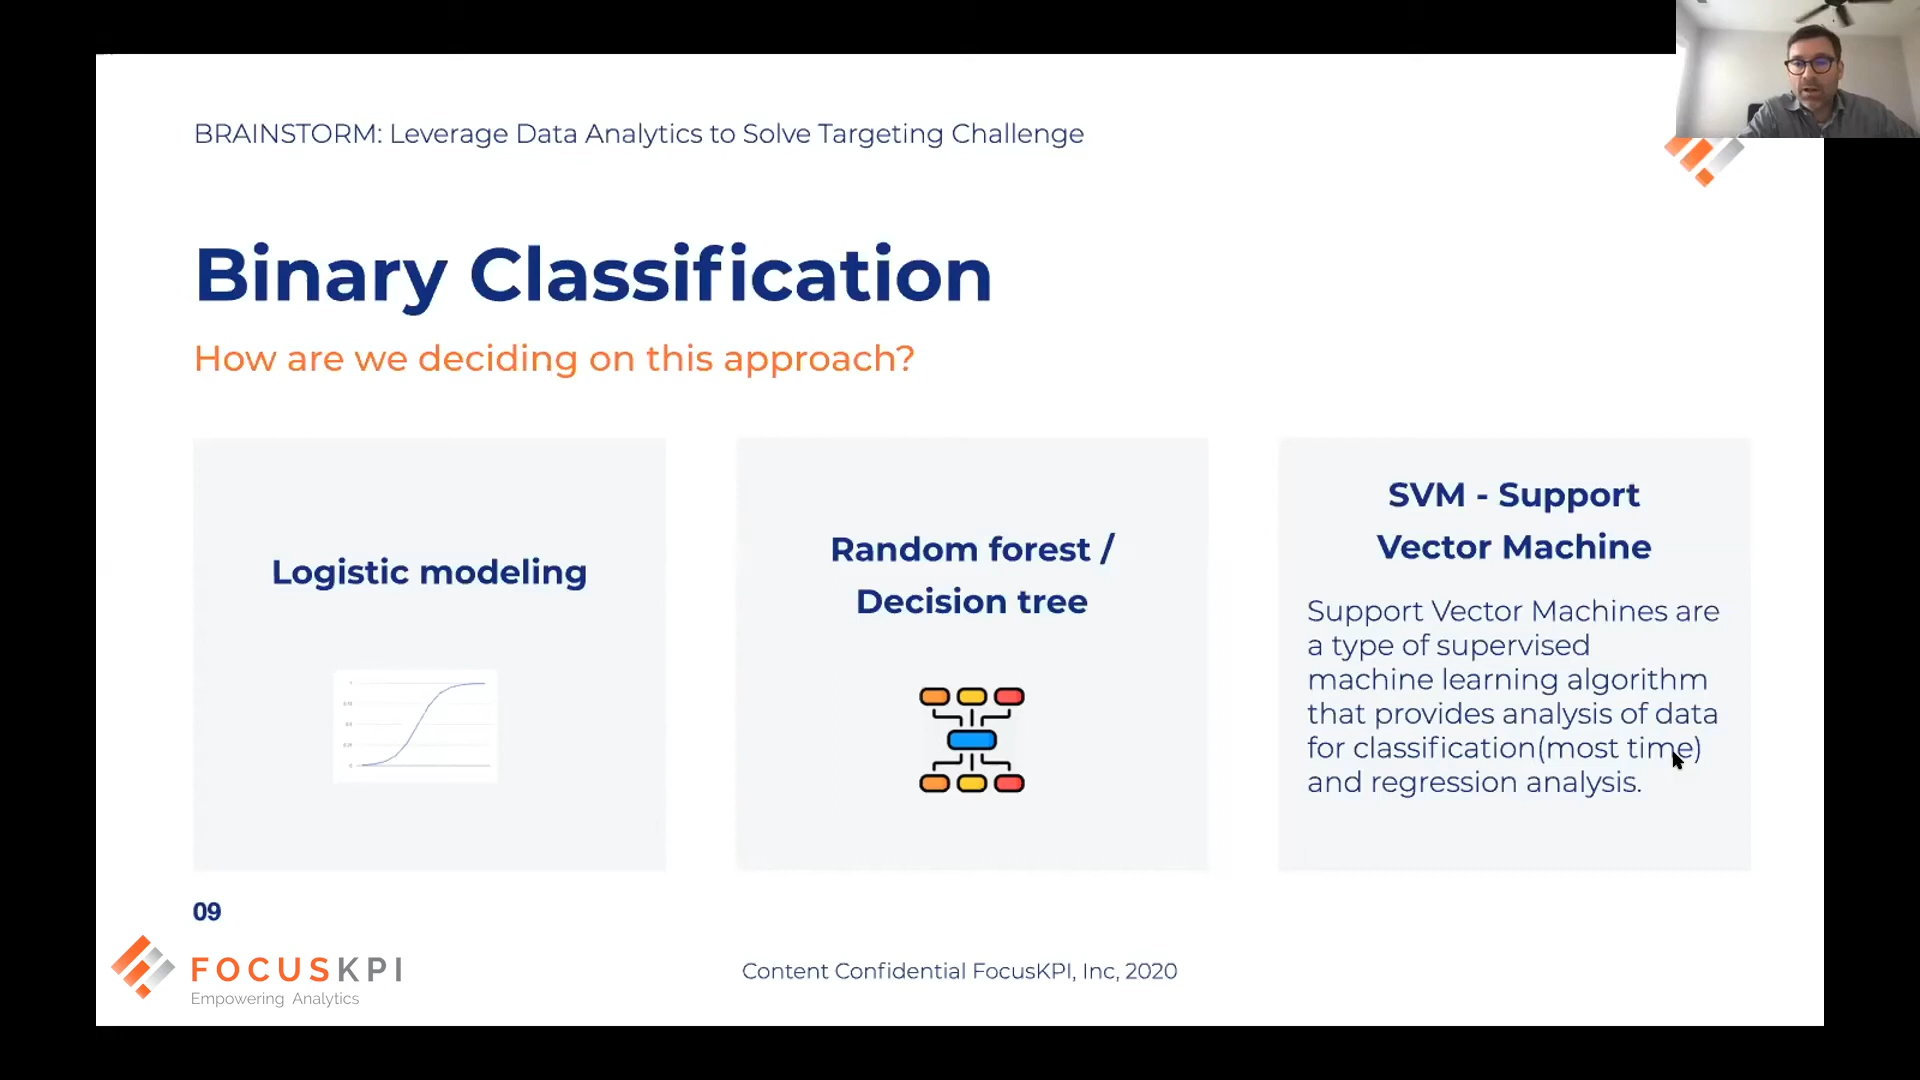 BRAINSTORM: Leverage Data Analytics to Solve Targeting Challenge
Binary Classification
How are we deciding on this approach?
Logistic modeling
Random forest /
Decision tree
SVM - Support
Vector Machine
Support Vector Machines are
a type of supervised
machine learning algorithm
that provides analysis of data
for classification(most time)
and regression analysis.
09
FOCUSKPI
Empowering Analytics
Content Confidential FocusKPI, Inc, 2020